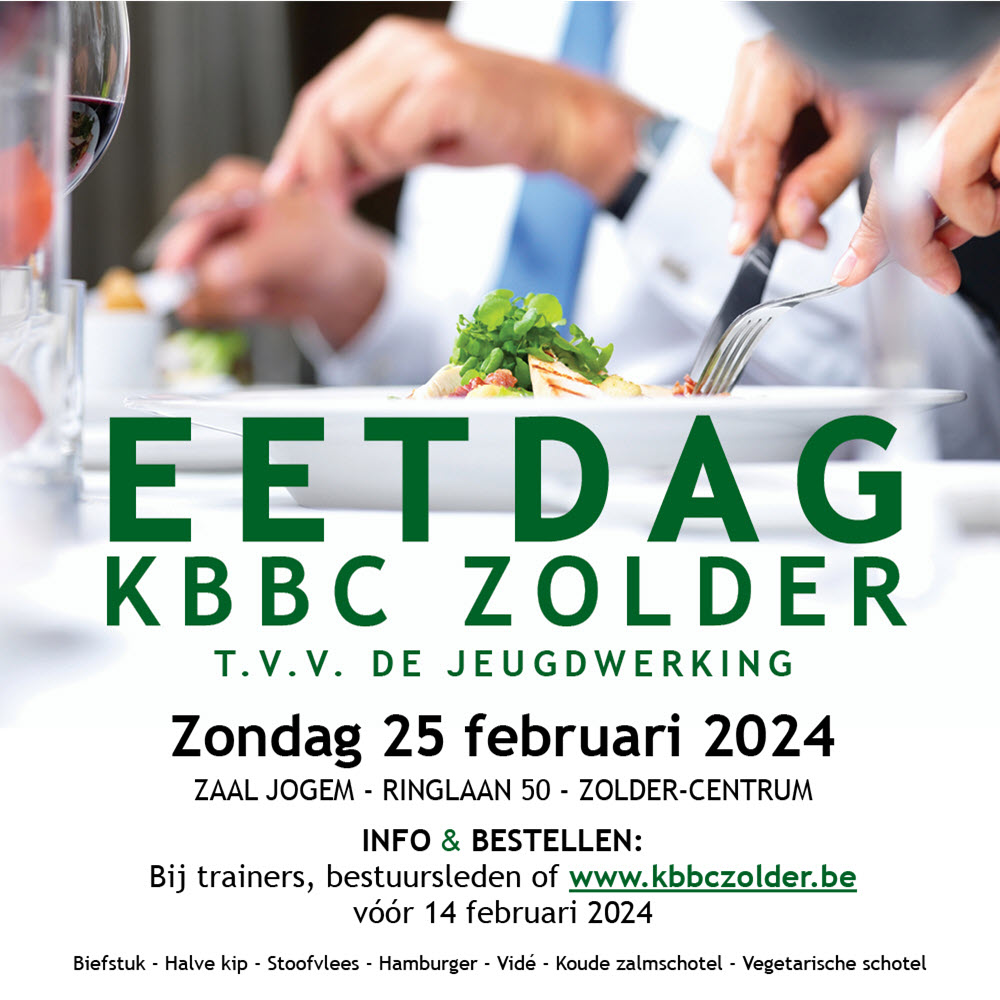 EETDAG
KBBC ZOLDER
T.V.V. DE JEUGDWERKING
Zondag 25 februari 2024
ZAAL JOGEM - RINGLAAN 50 - ZOLDER-CENTRUM
INFO & BESTELLEN:
Bij trainers, bestuursleden of www.kbbczolder.be
vóór 14 februari 2024
Biefstuk - Halve kip - Stoofvlees - Hamburger - Vidé - Koude zalmschotel - Vegetarische schotel